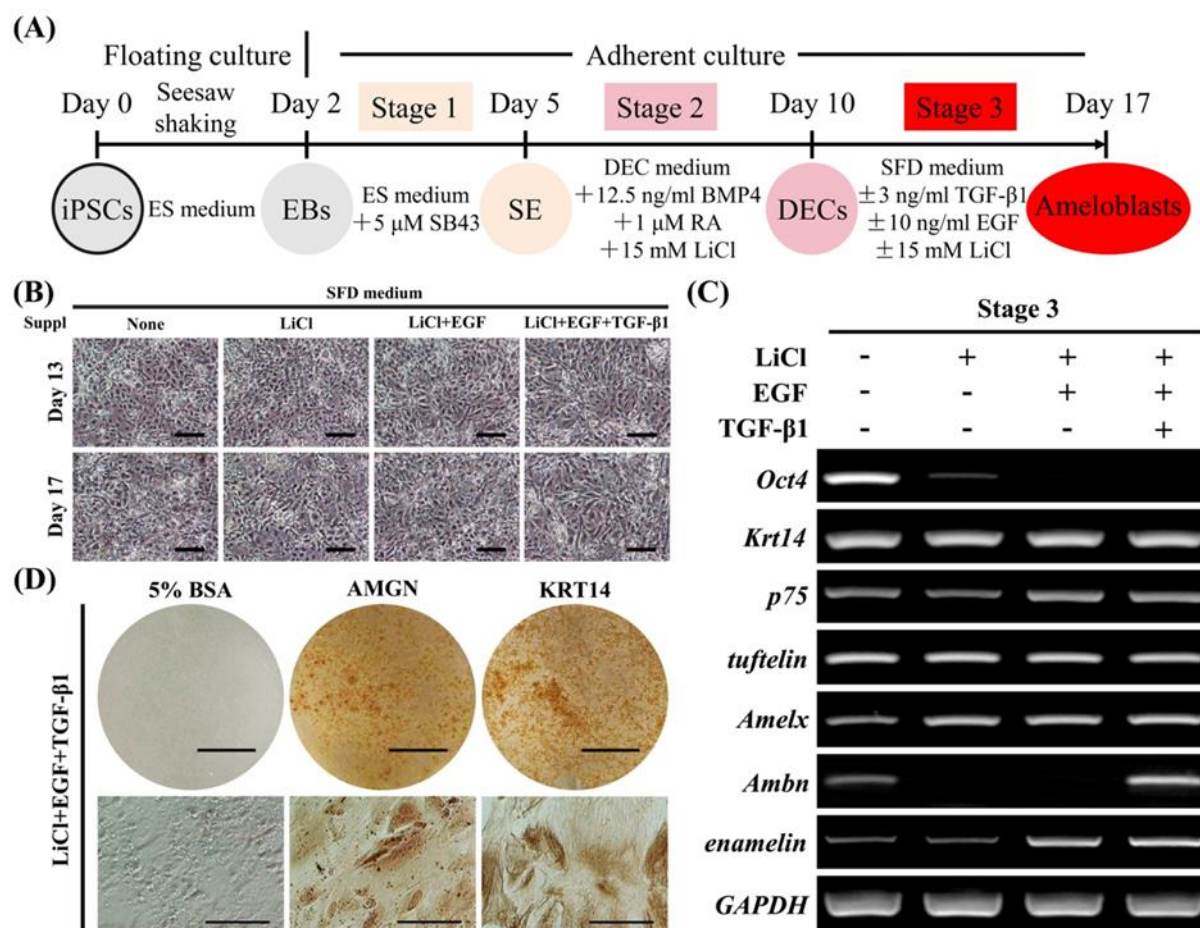 (A)
Floating culture
Adherent culture
Day 0
Seesaw
shaking
Day 2
Stage 1
Day 5
Stage 2
Day 10
Stage 3
Day 17
iPSCs
ES medium
EBs
ES medium
+5 μM SB43
SE
DEC medium
+12.5 ng/ml BMP4
+1 μM RA
+15 mM LiCl
DECs
SFD medium
±3 ng/ml TGF-β1
±10 ng/ml EGF
±15 mM LiCl
Ameloblasts
(B)
SFD medium
Suppl None LiCl LiCl+EGF LiCl+EGF+TGF-β1
Day 13
Day 17
(C)
Stage 3
LiCl - + + +
EGF - - + +
TGF-β1 - - - +
Oct4
Krt14
p75
tuftelin
Amelx
Ambn
enamelin
GAPDH
(D)
5% BSA AMGN KRT14
LiCl+EGF+TGF-β1